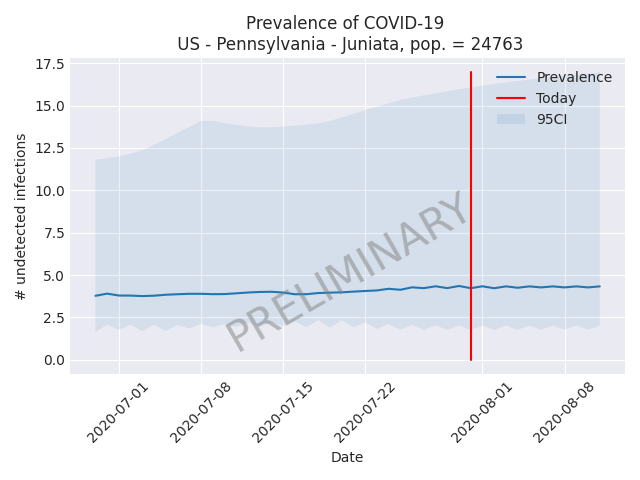 Prevalence of COVID-19
US - Pennsylvania - Juniata, pop. = 24763
17.5
15.0
12.5
10.0
7.5
5.0
2.5
0.0
# undetected infections
Prevalence
Today
95CI
PRELIMINARY
2020-07-01
2020-07-08
2020-07-15
2020-07-22
2020-08-01
2020-08-08
Date